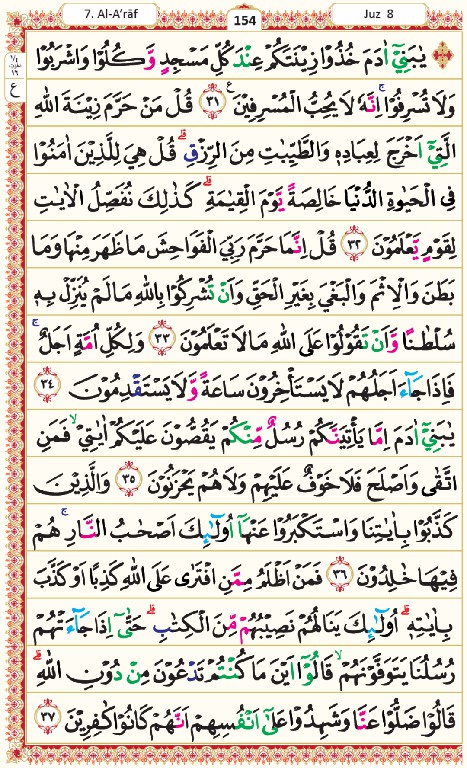 7. Al-A'rāf
154
Juz 8
يٰبَنِيْٓ اٰدَمَ خُذُوْا زِيْنَتَكُمْ عِنْدَ كُلِّ مَسْجِدٍ وَّكُلُوْا وَاشْرَبُوْا
وَلَا تُسْرِفُوْا ۚ اِنَّهٗ لَا يُحِبُّ الْمُسْرِفِيْنَ ﴿٣١﴾ ع قُلْ مَنْ حَرَّمَ زِيْنَةَ اللّٰهِ
الَّتِيْٓ اَخْرَجَ لِعِبَادِهٖ وَالطَّيِّبٰتِ مِنَ الرِّزْقِ ۗ قُلْ هِيَ لِلَّذِيْنَ اٰمَنُوْا
فِى الْحَيٰوةِ الدُّنْيَا خَالِصَةً يَّوْمَ الْقِيٰمَةِ ۗ كَذٰلِكَ نُفَصِّلُ الْاٰيٰتِ
لِقَوْمٍ يَّعْلَمُوْنَ ﴿٣٢﴾ قُلْ اِنَّمَا حَرَّمَ رَبِّيَ الْفَوَاحِشَ مَا ظَهَرَ مِنْهَا وَمَا
بَطَنَ وَالْاِثْمَ وَالْبَغْيَ بِغَيْرِ الْحَقِّ وَاَنْ تُشْرِكُوْا بِاللّٰهِ مَا لَمْ يُنَزِّلْ بِهٖ
سُلْطٰنًا وَّاَنْ تَقُوْلُوْا عَلَى اللّٰهِ مَا لَا تَعْلَمُوْنَ ﴿٣٣﴾ وَلِكُلِّ اُمَّةٍ اَجَلٌ ۚ
فَاِذَا جَآءَ اَجَلُهُمْ لَا يَسْتَأْخِرُوْنَ سَاعَةً وَّلَا يَسْتَقْدِمُوْنَ ﴿٣٤﴾
يٰبَنِيْٓ اٰدَمَ اِمَّا يَأْتِيَنَّكُمْ رُسُلٌ مِّنْكُمْ يَقُصُّوْنَ عَلَيْكُمْ اٰيٰتِيْ ۙ فَمَنِ
اتَّقٰى وَاَصْلَحَ فَلَا خَوْفٌ عَلَيْهِمْ وَلَا هُمْ يَحْزَنُوْنَ ﴿٣٥﴾ وَالَّذِيْنَ
كَذَّبُوْا بِاٰيٰتِنَا وَاسْتَكْبَرُوْا عَنْهَآ اُولٰٓئِكَ اَصْحٰبُ النَّارِ ۚ هُمْ
فِيْهَا خٰلِدُوْنَ ﴿٣٦﴾ فَمَنْ اَظْلَمُ مِمَّنِ افْتَرٰى عَلَى اللّٰهِ كَذِبًا اَوْ كَذَّبَ
بِاٰيٰتِهٖ ۗ اُولٰٓئِكَ يَنَالُهُمْ نَصِيْبُهُمْ مِّنَ الْكِتٰبِ ۗ حَتّٰىٓ اِذَا جَآءَتْهُمْ
رُسُلُنَا يَتَوَفَّوْنَهُمْ ۙ قَالُوْٓا اَيْنَ مَا كُنْتُمْ تَدْعُوْنَ مِنْ دُوْنِ اللّٰهِ ۗ
قَالُوْا ضَلُّوْا عَنَّا وَشَهِدُوْا عَلٰٓى اَنْفُسِهِمْ اَنَّهُمْ كَانُوْا كٰفِرِيْنَ ﴿٣٧﴾